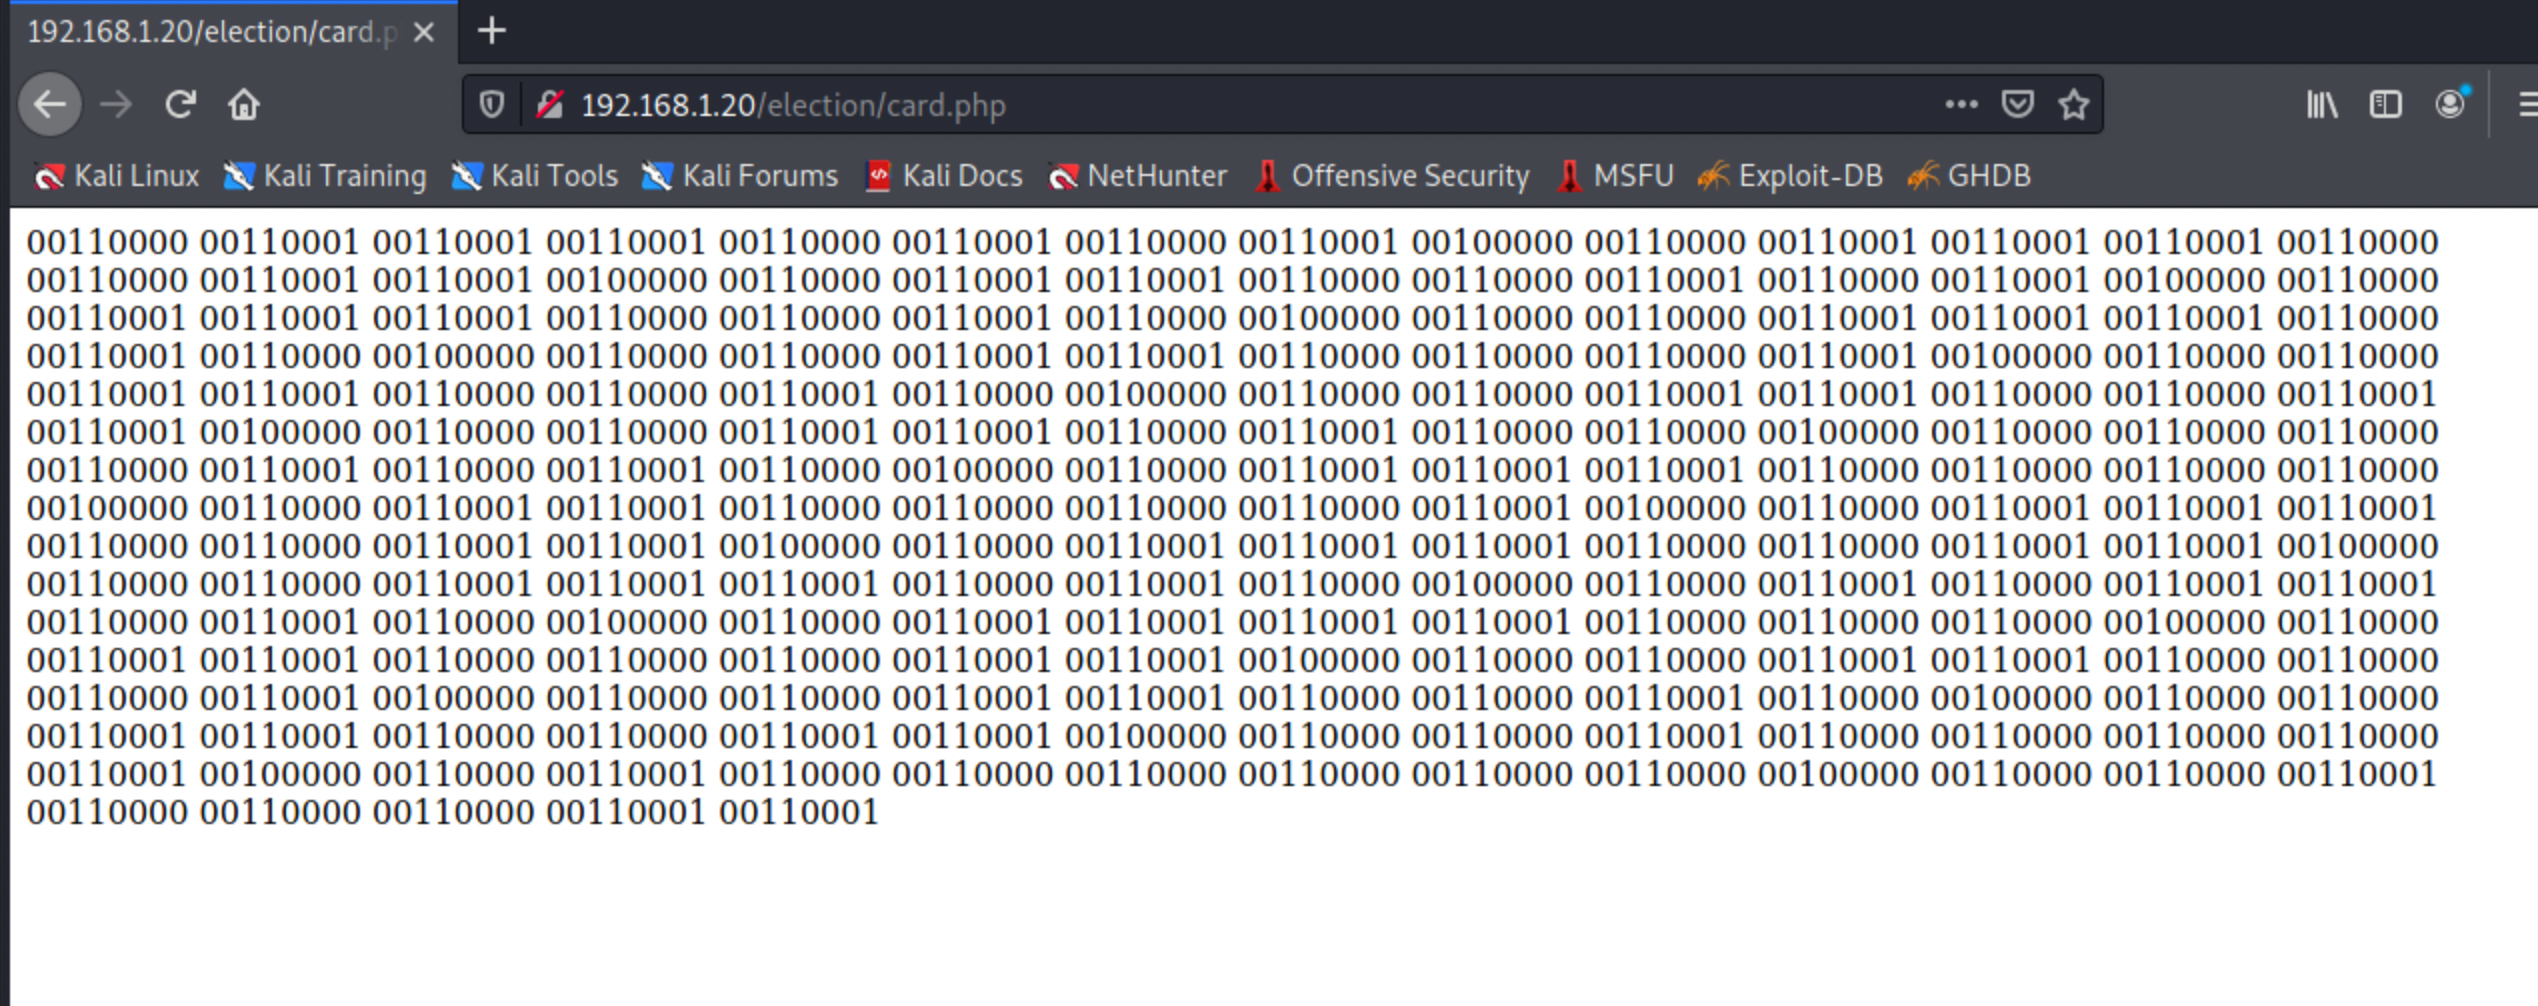 192.168.1.20/election/card.p
192.168.1.20/election/card.php
Kali Linux Kali Training Kali Tools Kali Forums Kali Docs NetHunter Offensive Security MSFU Exploit-DB GHDB
00110000 00110001 00110001 00110001 00110000 00110001 00110000 00110001 00100000 00110000 00110001 00110001 00110001 00110000
00110000 00110001 00110001 00100000 00110000 00110001 00110001 00110000 00110000 00110001 00110000 00110001 00100000 00110000
00110001 00110001 00110001 00110000 00110000 00110001 00110000 00100000 00110000 00110000 00110001 00110001 00110001 00110000
00110001 00110000 00100000 00110000 00110000 00110001 00110001 00110000 00110000 00110000 00110001 00100000 00110000 00110000
00110001 00110001 00110000 00110000 00110001 00110000 00100000 00110000 00110000 00110001 00110001 00110000 00110000 00110001
00110001 00100000 00110000 00110000 00110001 00110001 00110000 00110001 00110000 00110000 00100000 00110000 00110000 00110000
00110000 00110001 00110000 00110001 00110000 00100000 00110000 00110001 00110001 00110001 00110000 00110000 00110000 00110000
00100000 00110000 00110001 00110001 00110000 00110000 00110000 00110000 00110001 00100000 00110000 00110001 00110001 00110001
00110000 00110000 00110001 00110001 00100000 00110000 00110001 00110001 00110001 00110000 00110000 00110001 00110001 00100000
00110000 00110000 00110001 00110001 00110001 00110000 00110001 00110000 00100000 00110000 00110001 00110000 00110001 00110001
00110000 00110001 00110000 00100000 00110000 00110001 00110001 00110001 00110001 00110000 00110000 00110000 00100000 00110000
00110001 00110001 00110000 00110000 00110000 00110001 00110001 00100000 00110000 00110000 00110001 00110001 00110000 00110000
00110000 00110001 00100000 00110000 00110000 00110001 00110001 00110000 00110000 00110001 00110000 00100000 00110000 00110000
00110001 00110001 00110000 00110000 00110001 00110001 00100000 00110000 00110000 00110001 00110000 00110000 00110000 00110000
00110001 00100000 00110000 00110001 00110000 00110000 00110000 00110000 00110000 00110000 00100000 00110000 00110000 00110001
00110000 00110000 00110000 00110001 00110001